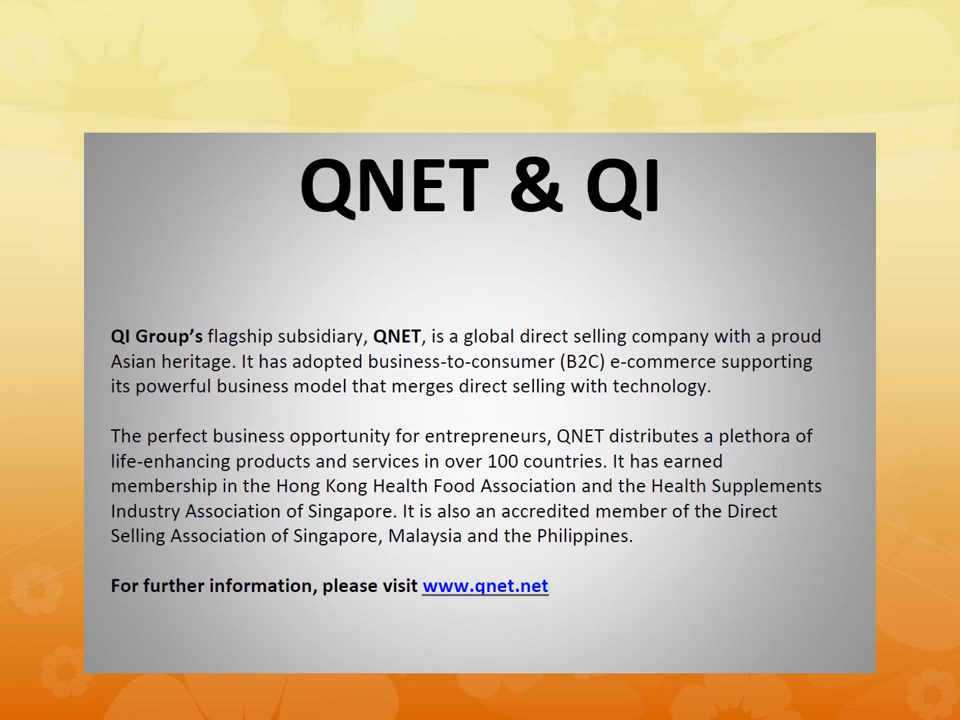 QNET & QI
QI Group’s flagship subsidiary, QNET, is a global direct selling company with a proud
Asian heritage. It has adopted business-to-consumer (B2C) e-commerce supporting
its powerful business model that merges direct selling with technology.
The perfect business opportunity for entrepreneurs, QNET distributes a plethora of
life-enhancing products and services in over 100 countries. It has earned
membership in the Hong Kong Health Food Association and the Health Supplements
Industry Association of Singapore. It is also an accredited member of the Direct
Selling Association of Singapore, Malaysia and the Philippines.
For further information, please visit www.qnet.net